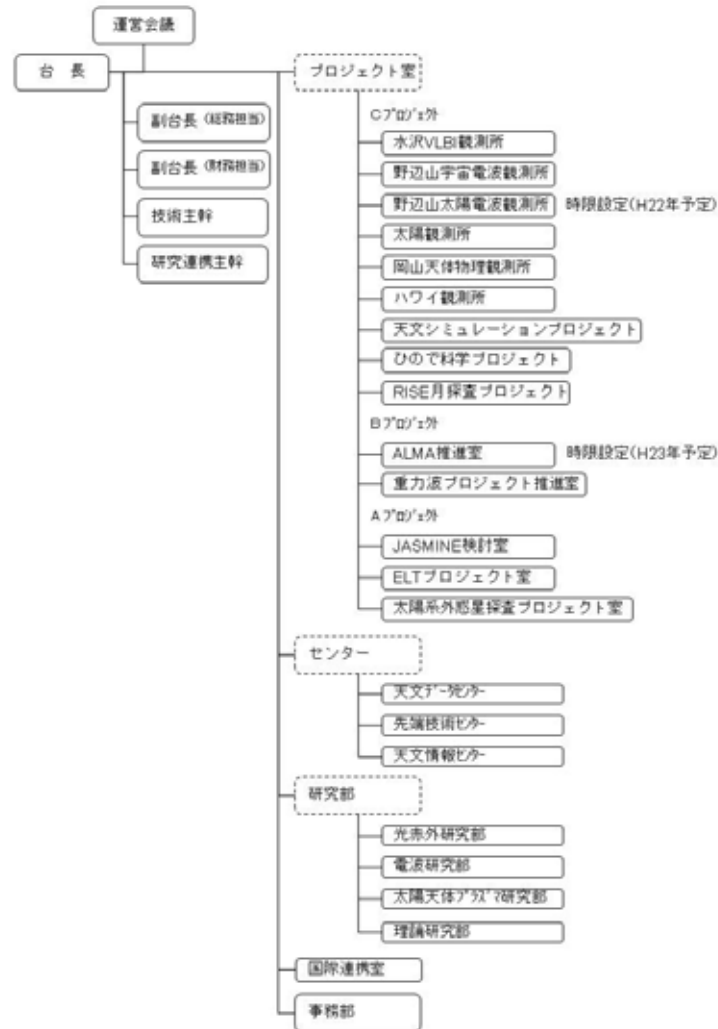 運営会議
台 長
プロジェクト室
副台長（総務担当）
副台長（財務担当）
技術主幹
研究連携主幹
Cﾌﾟﾛｼﾞｪｸﾄ
水沢VLBI観測所
野辺山宇宙電波観測所
野辺山太陽電波観測所 時限設定(H22年予定)
太陽観測所
岡山天体物理観測所
ハワイ観測所
天文シミュレーションプロジェクト
ひので科学プロジェクト
RISE月探査プロジェクト
Bﾌﾟﾛｼﾞｪｸﾄ
ALMA推進室 時限設定(H23年予定)
重力波プロジェクト推進室
Aﾌﾟﾛｼﾞｪｸﾄ
JASMINE検討室
ELTプロジェクト室
太陽系外惑星探査プロジェクト室
センター
天文ﾃﾞｰﾀｾﾝﾀｰ
先端技術ｾﾝﾀｰ
天文情報ｾﾝﾀｰ
研究部
光赤外研究部
電波研究部
太陽天体ﾌﾟﾗｽﾞﾏ研究部
理論研究部
国際連携室
事務部